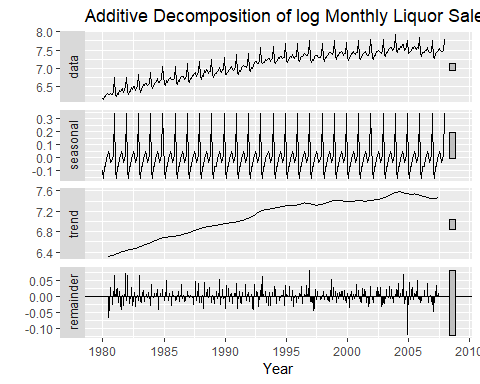 Additive Decomposition of log Monthly Liquor Sale
data
8.0
7.5
7.0
6.5
seasonal
0.3
0.2
0.1
0.0
-0.1
trend
7.6
7.2
6.8
6.4
remainder
0.05
0.00
-0.05
-0.10
1980 1985 1990 1995 2000 2005 2010
Year